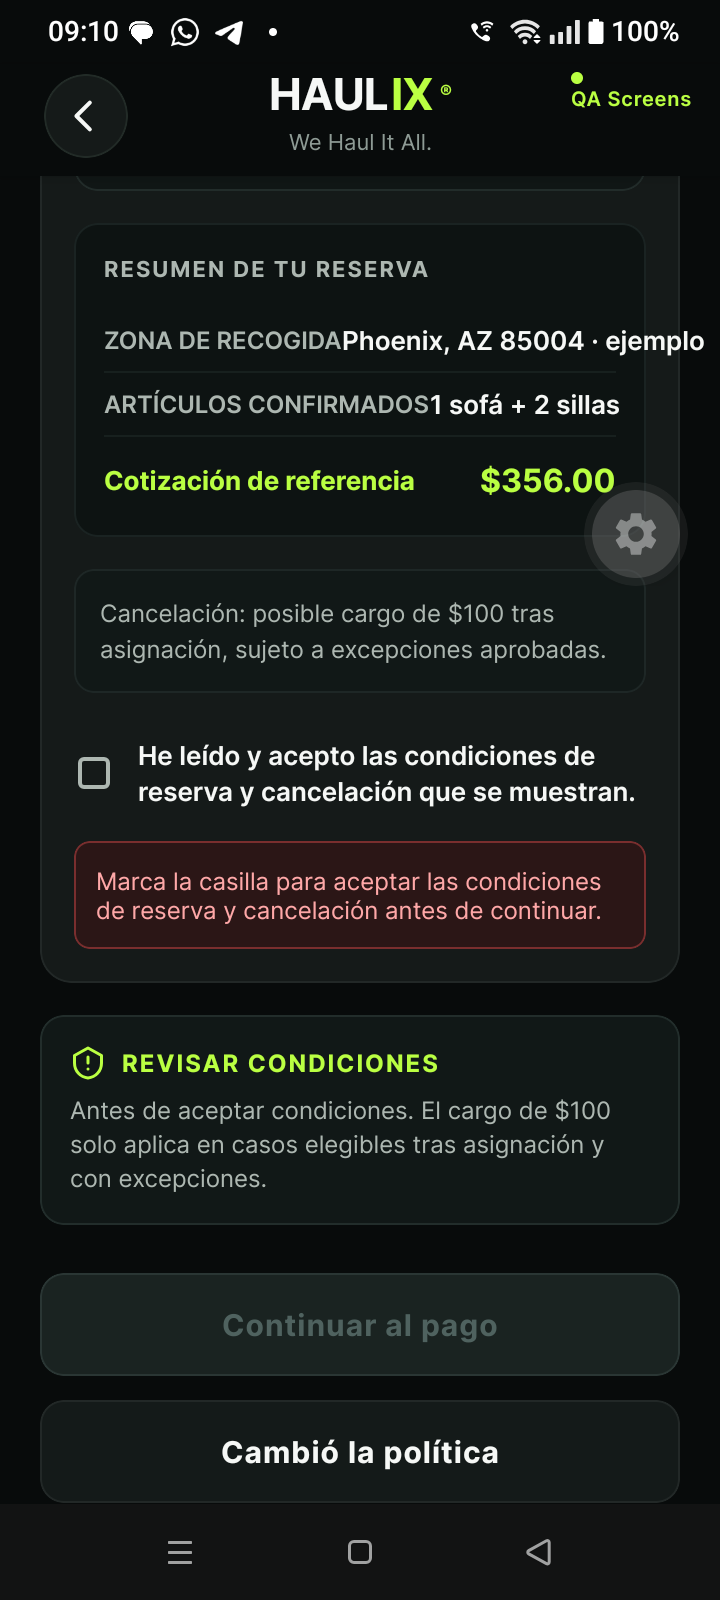 09:10
100%
HAULIX®
We Haul It All.
QA Screens
RESUMEN DE TU RESERVA
ZONA DE RECOGIDA Phoenix, AZ 85004 · ejemplo
ARTÍCULOS CONFIRMADOS 1 sofá + 2 sillas
Cotización de referencia $356.00
Cancelación: posible cargo de $100 tras
asignación, sujeto a excepciones aprobadas.
He leído y acepto las condiciones de
reserva y cancelación que se muestran.
Marca la casilla para aceptar las condiciones
de reserva y cancelación antes de continuar.
REVISAR CONDICIONES
Antes de aceptar condiciones. El cargo de $100
solo aplica en casos elegibles tras asignación y
con excepciones.
Continuar al pago
Cambió la política